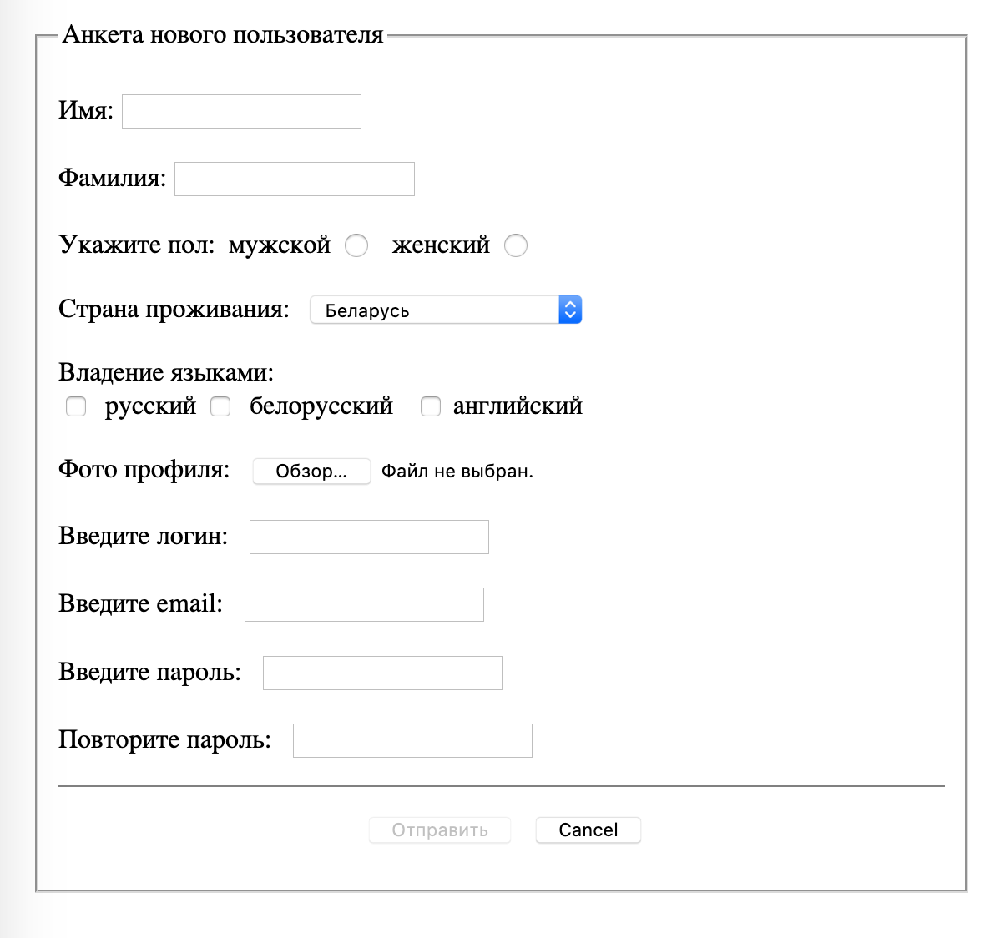 Анкета нового пользователя
Имя:
Фамилия:
Укажите пол: мужской женский
Страна проживания: Беларусь
Владение языками:
русский белорусский английский
Фото профиля: Обзор... Файл не выбран.
Введите логин:
Введите email:
Введите пароль:
Повторите пароль:
Отправить Cancel